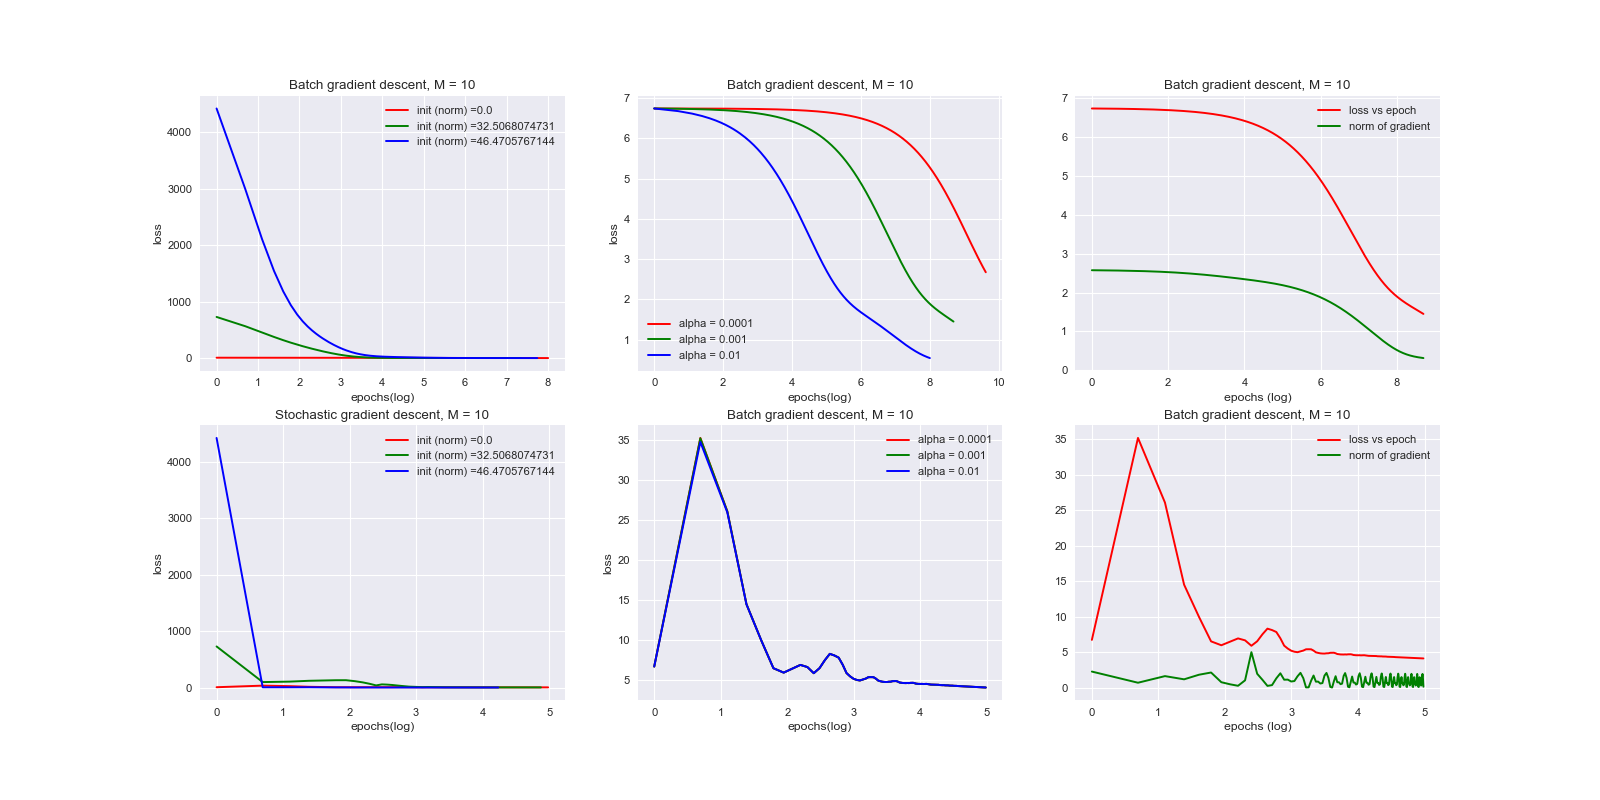 Batch gradient descent, M = 10
init (norm) =0.0
init (norm) =32.5068074731
init (norm) =46.4705767144
4000
3000
2000
1000
0
loss
0 1 2 3 4 5 6 7 8
epochs(log)
Batch gradient descent, M = 10
7
6
5
4
3
2
1
loss
alpha = 0.0001
alpha = 0.001
alpha = 0.01
0 2 4 6 8 10
epochs(log)
Batch gradient descent, M = 10
loss vs epoch
norm of gradient
7
6
5
4
3
2
1
0
0 2 4 6 8
epochs (log)
Stochastic gradient descent, M = 10
init (norm) =0.0
init (norm) =32.5068074731
init (norm) =46.4705767144
4000
3000
2000
1000
0
loss
0 1 2 3 4 5
epochs(log)
Batch gradient descent, M = 10
alpha = 0.0001
alpha = 0.001
alpha = 0.01
35
30
25
20
15
10
5
loss
0 1 2 3 4 5
epochs(log)
Batch gradient descent, M = 10
loss vs epoch
norm of gradient
35
30
25
20
15
10
5
0
0 1 2 3 4 5
epochs (log)